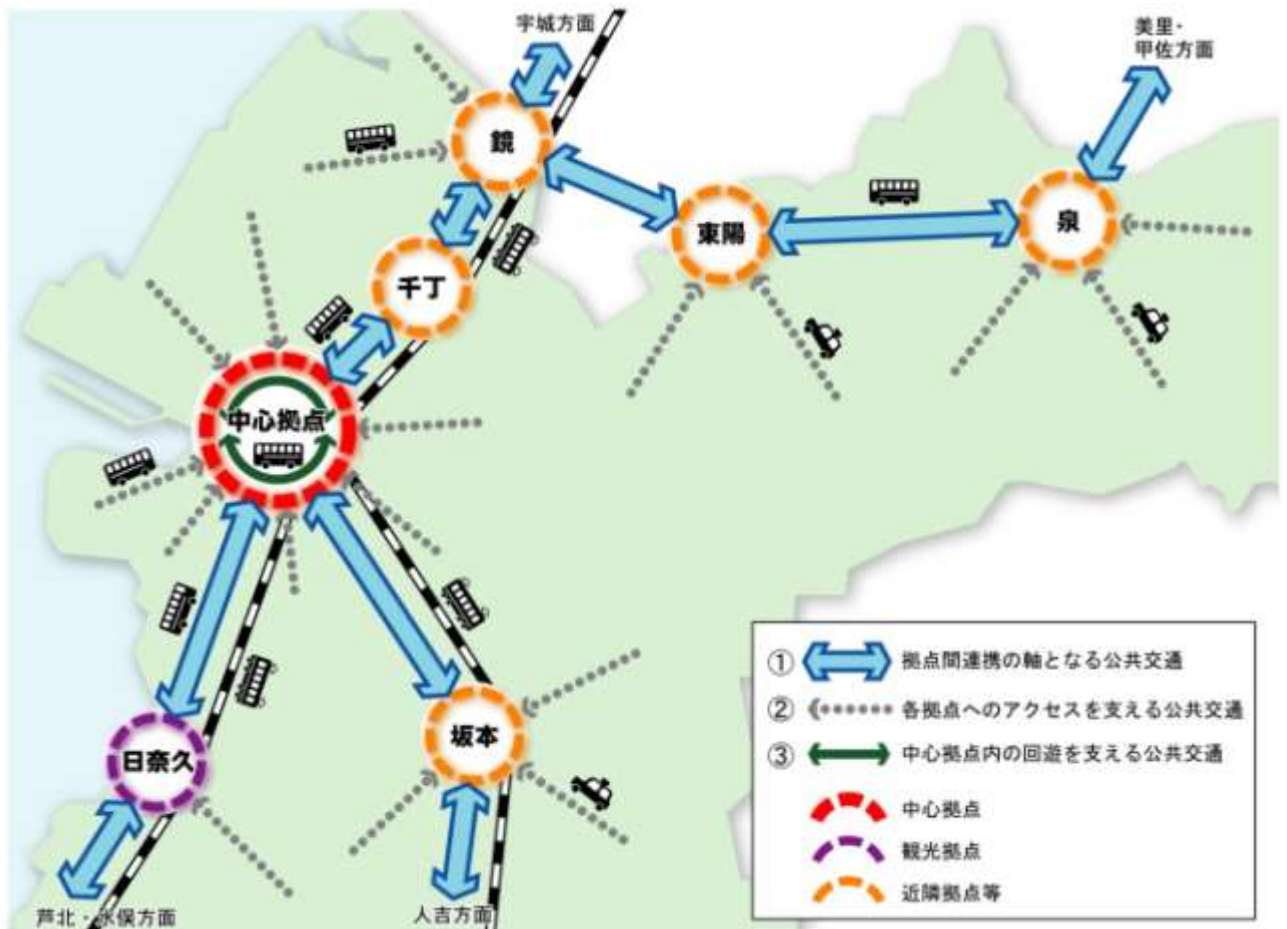 宇城方面
美里・
甲佐方面
鏡
東陽
泉
千丁
中心拠点
日奈久
坂本
芦北・水俣方面
人吉方面
① 拠点間連携の軸となる公共交通
② 各拠点へのアクセスを支える公共交通
③ 中心拠点内の回遊を支える公共交通
中心拠点
観光拠点
近隣拠点等